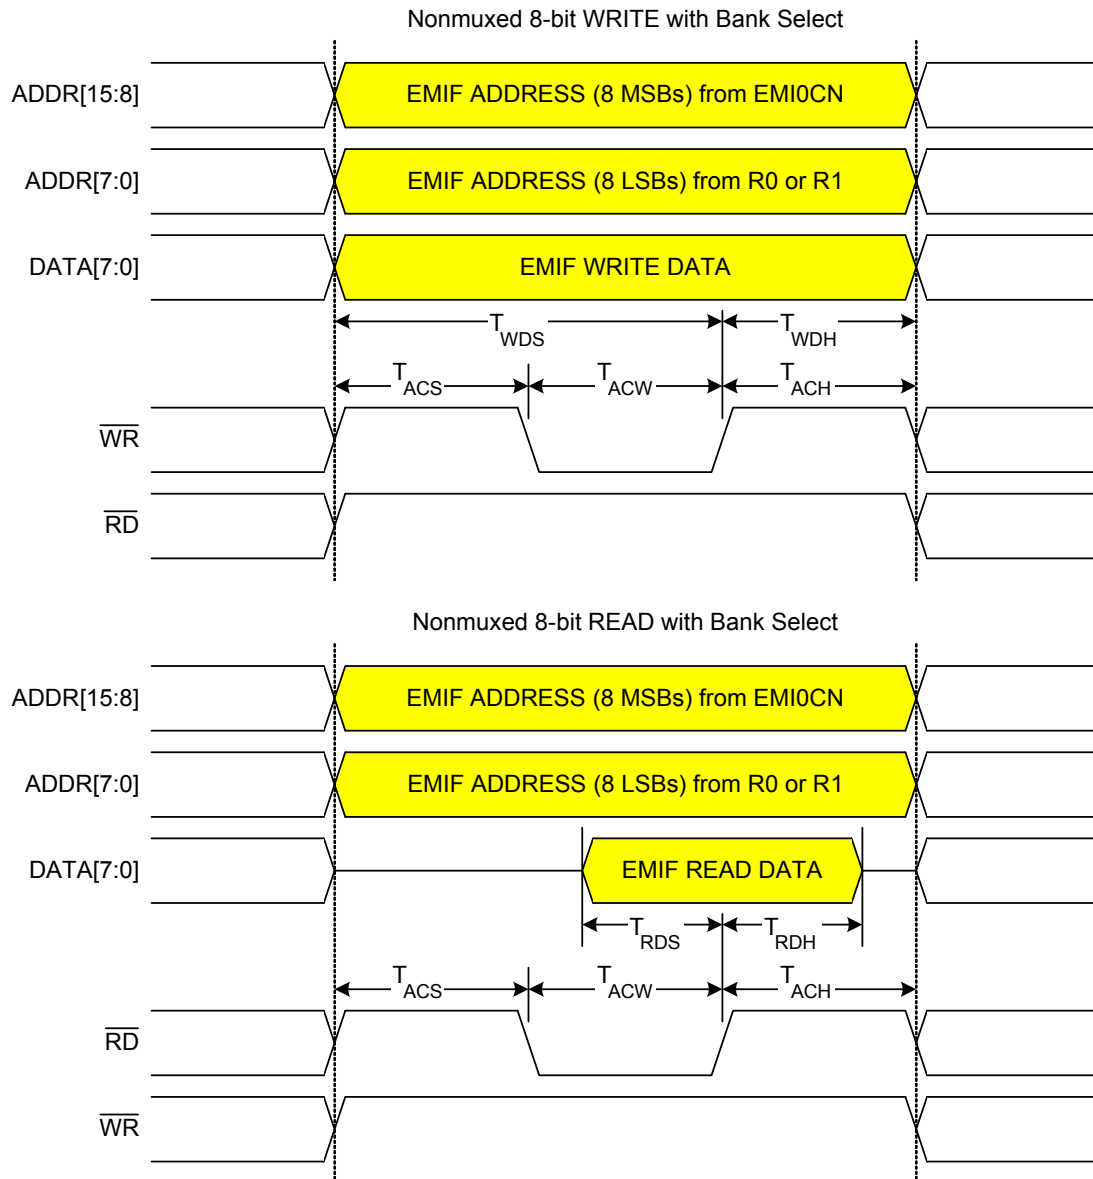 Nonmuxed 8-bit WRITE with Bank Select
ADDR[15:8]
EMIF ADDRESS (8 MSBs) from EMI0CN
ADDR[7:0]
EMIF ADDRESS (8 LSBs) from R0 or R1
DATA[7:0]
EMIF WRITE DATA
TWDS TWDH
TACS TACW TACH
W̅R̅
R̅D̅
Nonmuxed 8-bit READ with Bank Select
ADDR[15:8]
EMIF ADDRESS (8 MSBs) from EMI0CN
ADDR[7:0]
EMIF ADDRESS (8 LSBs) from R0 or R1
DATA[7:0]
EMIF READ DATA
TRDS TRDH
TACS TACW TACH
R̅D̅
W̅R̅